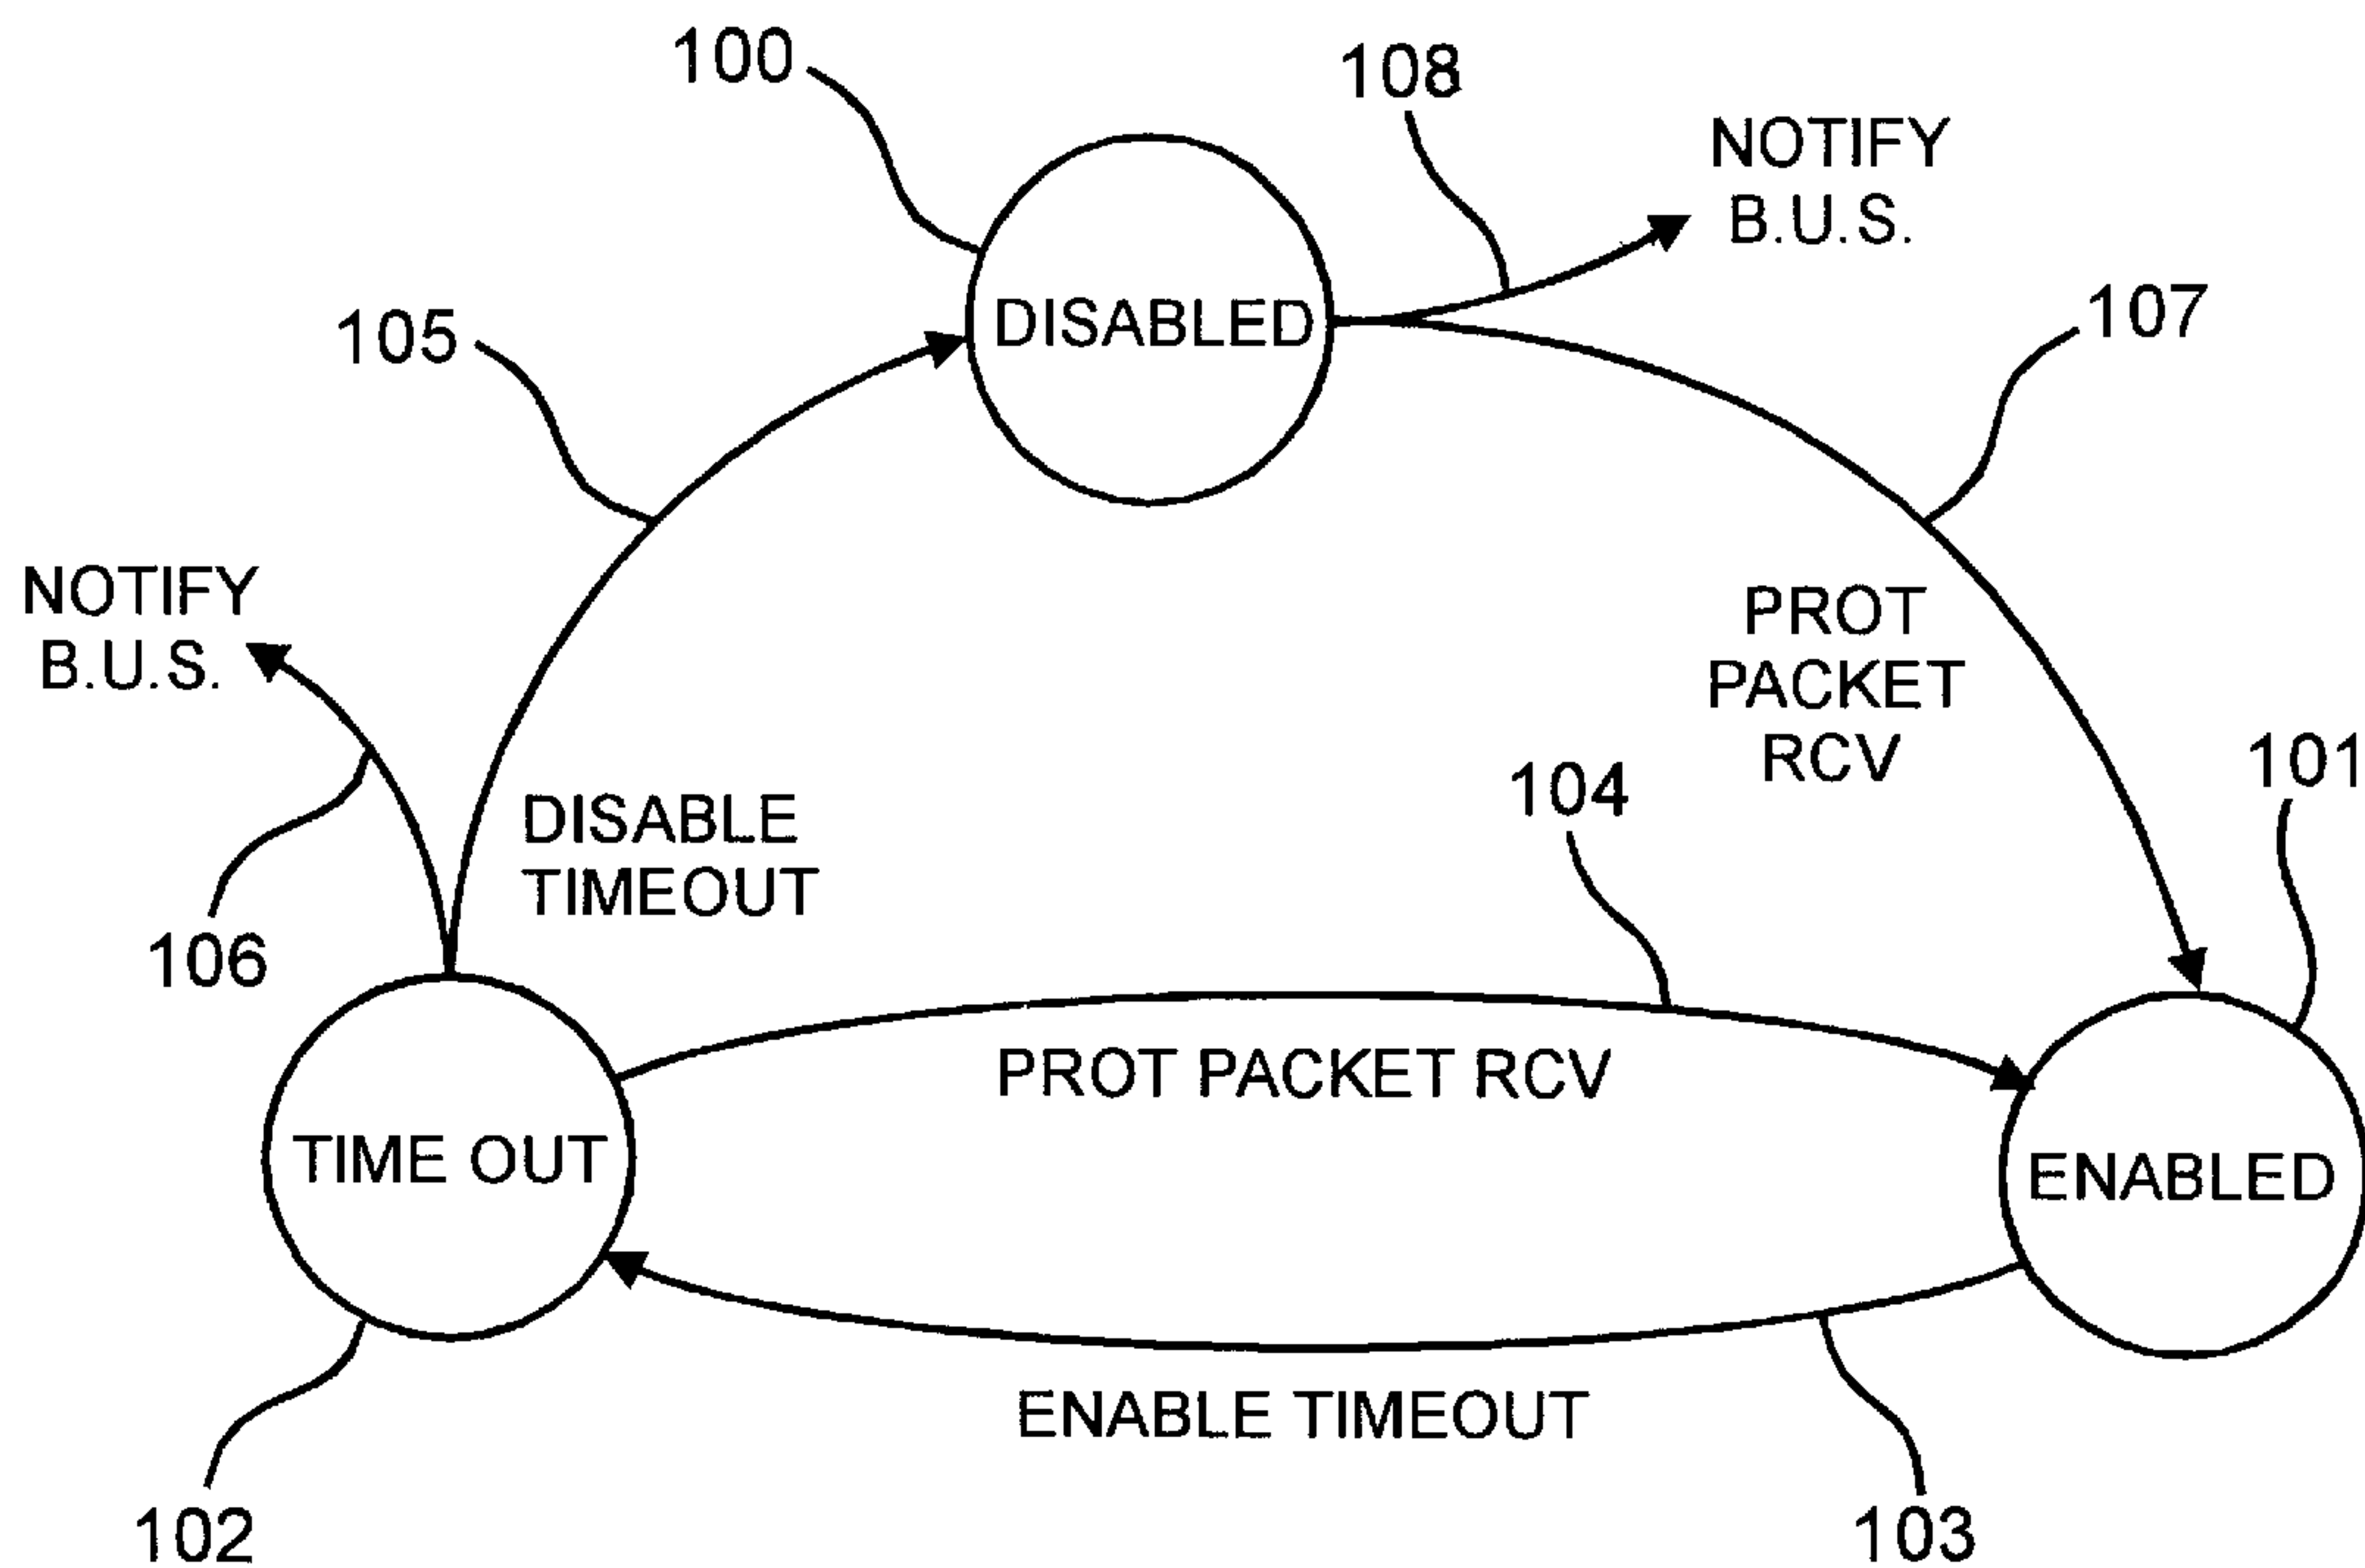 100
108
NOTIFY
B.U.S.
DISABLED
105
107
NOTIFY
B.U.S.
PROT
PACKET
RCV
DISABLE
TIMEOUT
104
101
106
PROT PACKET RCV
TIME OUT
ENABLED
ENABLE TIMEOUT
102
103